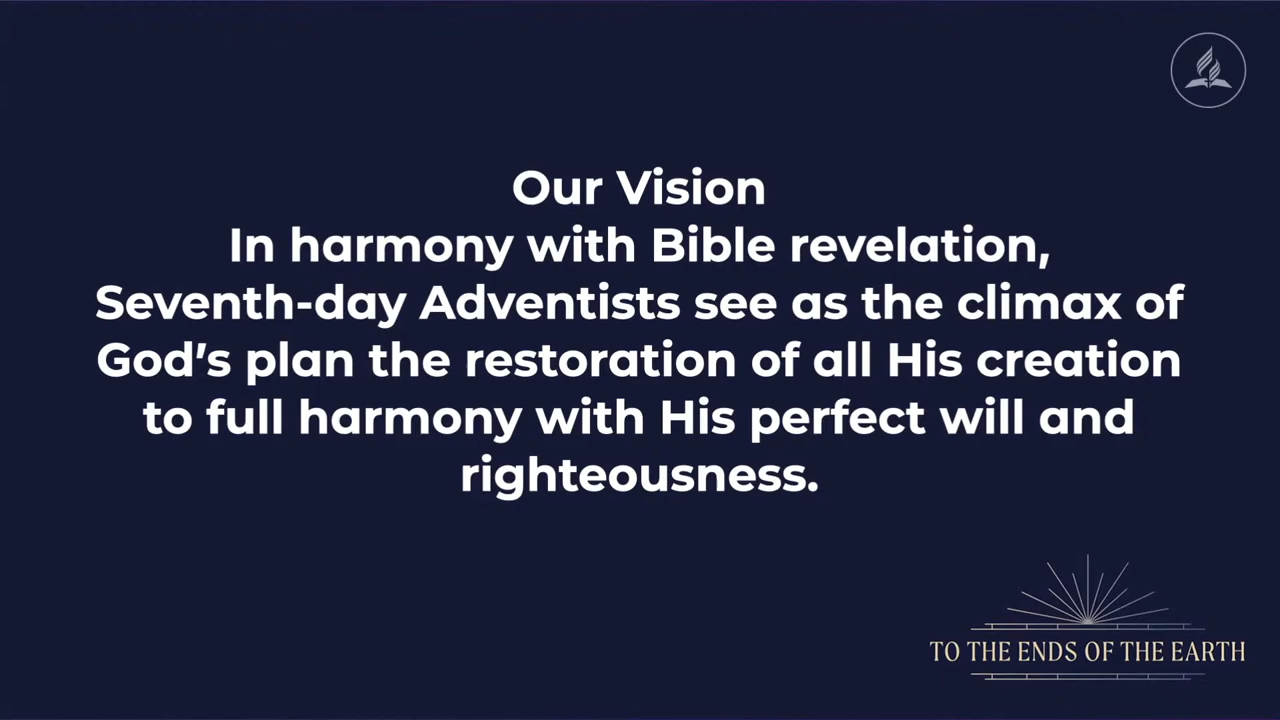 Our Vision
In harmony with Bible revelation,
Seventh-day Adventists see as the climax of
God's plan the restoration of all His creation
to full harmony with His perfect will and
righteousness.
TO THE ENDS OF THE EARTH